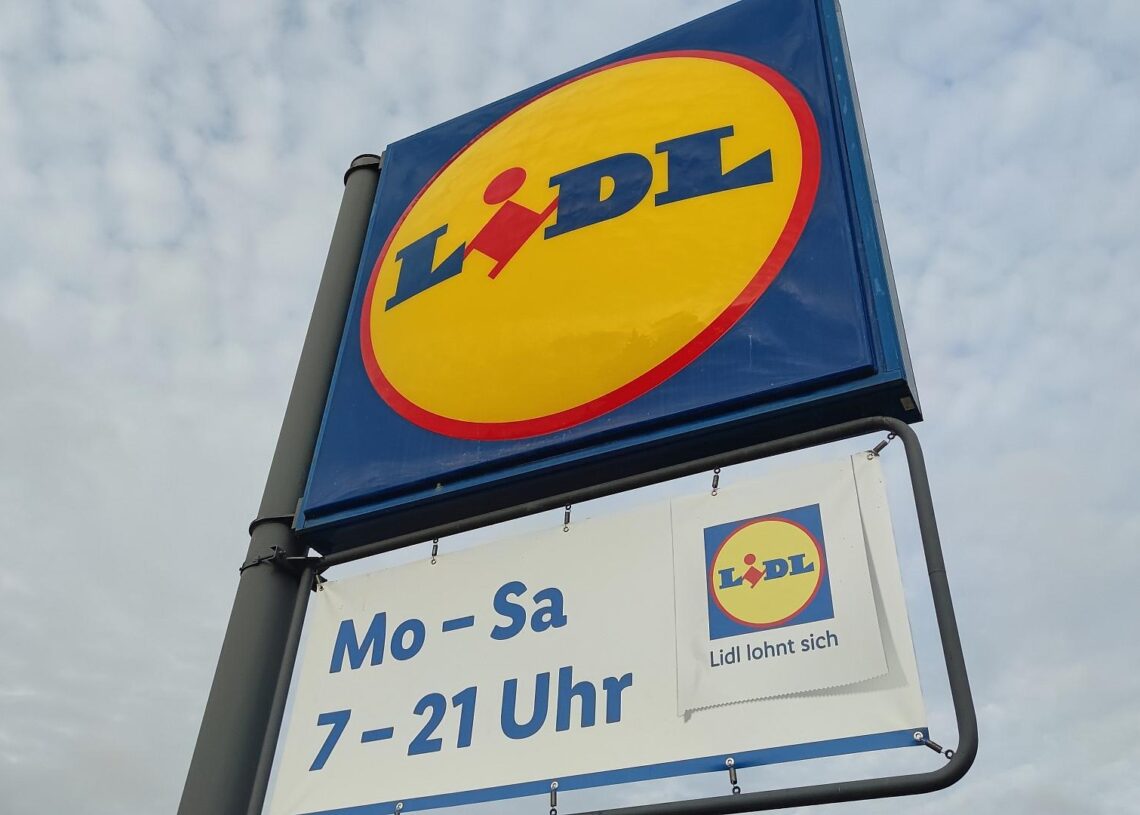 LiDL
Mo – Sa
7 – 21 Uhr
LiDL
Lidl lohnt sich